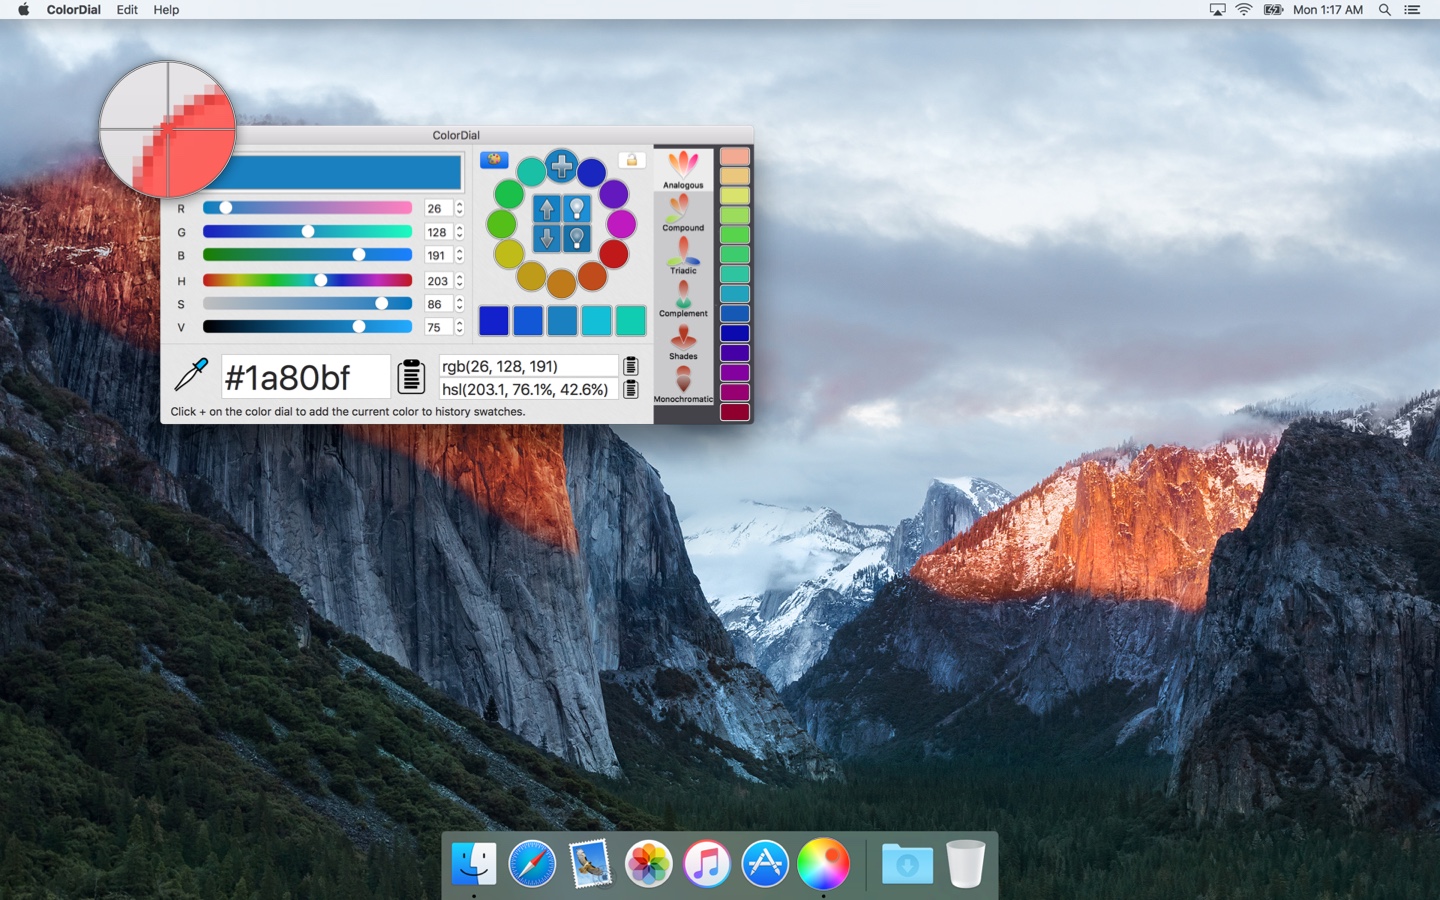 ColorDial Edit Help Mon 1:17 AM
ColorDial
R 26
G 128
B 191
H 203
S 86
V 75
#1a80bf
rgb(26, 128, 191)
hsl(203.1, 76.1%, 42.6%)
Click + on the color dial to add the current color to history swatches.
Analogous
Compound
Triadic
Complement
Shades
Monochromatic